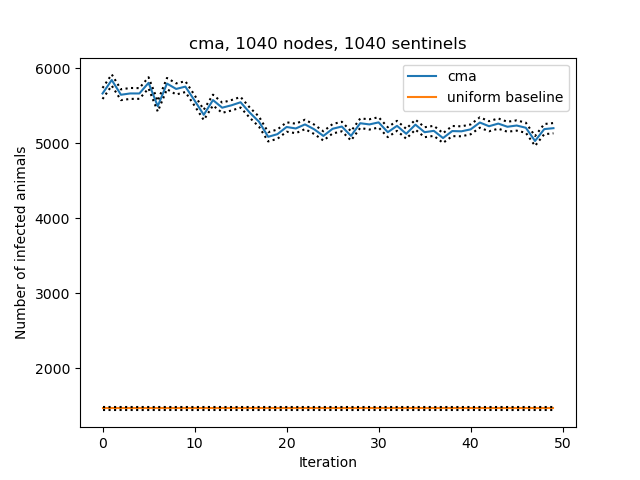 cma, 1040 nodes, 1040 sentinels
6000
5000
4000
3000
2000
Number of infected animals
cma
uniform baseline
0
10
20
30
40
50
Iteration